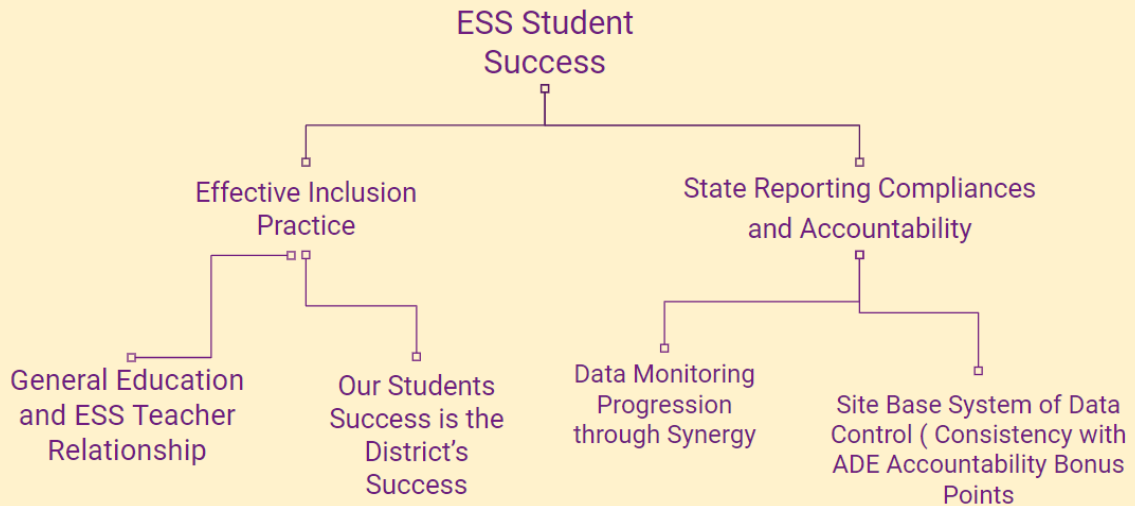 ESS Student
Success
Effective Inclusion
Practice
State Reporting Compliances
and Accountability
General Education
and ESS Teacher
Relationship
Our Students
Success is the
District’s
Success
Data Monitoring
Progression
through Synergy
Site Base System of Data
Control ( Consistency with
ADE Accountability Bonus
Points